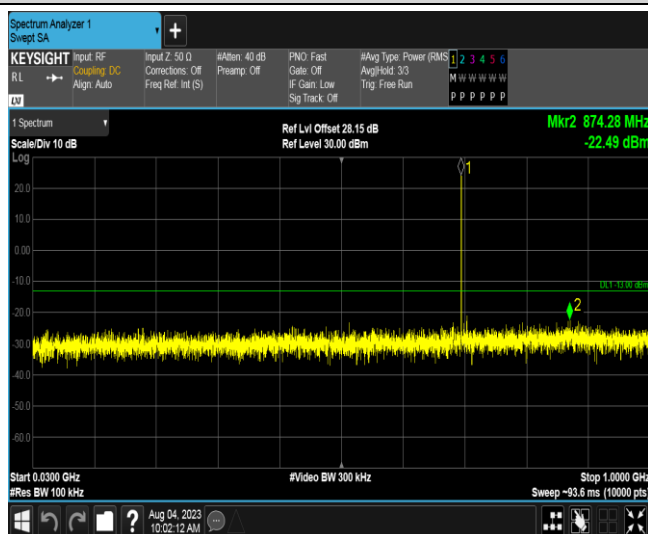 Spectrum Analyzer 1
Swept SA
KEYSIGHT
RL
LXI
Input: RF
Coupling: DC
Align: Auto
Input Z: 50 Ω
Corrections: Off
Freq Ref: Int (S)
#Atten: 40 dB
Preamp: Off
PNO: Fast
Gate: Off
IF Gain: Low
Sig Track: Off
#Avg Type: Power (RMS
Avg|Hold: 3/3
Trig: Free Run
1 2 3 4 5 6
M W W W W W
P P P P P P
1 Spectrum
Scale/Div 10 dB
Ref Lvl Offset 28.15 dB
Ref Level 30.00 dBm
Mkr2 874.28 MHz
-22.49 dBm
Log
1
20.0
10.0
0.00
-10.0
DL1 -13.00 dBm
2
-20.0
-30.0
-40.0
-50.0
-60.0
Start 0.0300 GHz
#Video BW 300 kHz
Stop 1.0000 GHz
#Res BW 100 kHz
Sweep ~93.6 ms (10000 pts)
?
Aug 04, 2023
10:02:12 AM